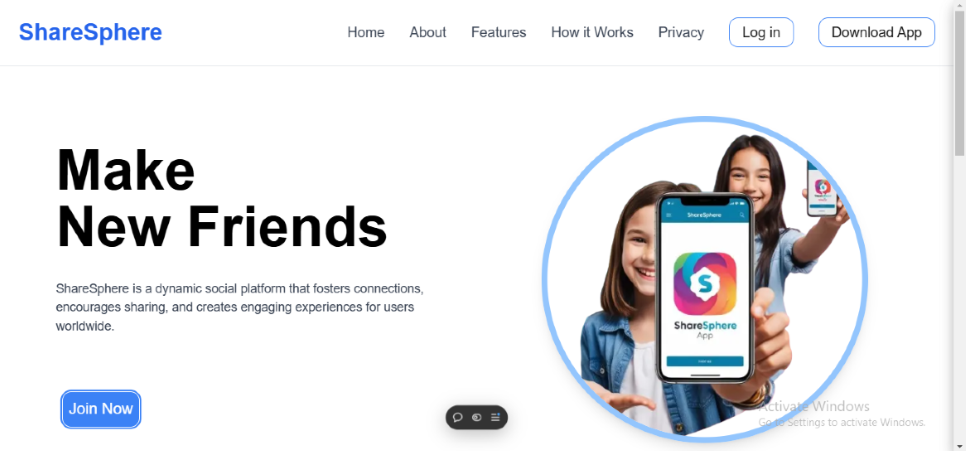 ShareSphere
Home About Features How it Works Privacy Log in Download App
Make
New Friends
ShareSphere is a dynamic social platform that fosters connections,
encourages sharing, and creates engaging experiences for users
worldwide.
Join Now
ShareSphere
S
ShareSphere
App
Activate Windows
Go to Settings to activate Windows.